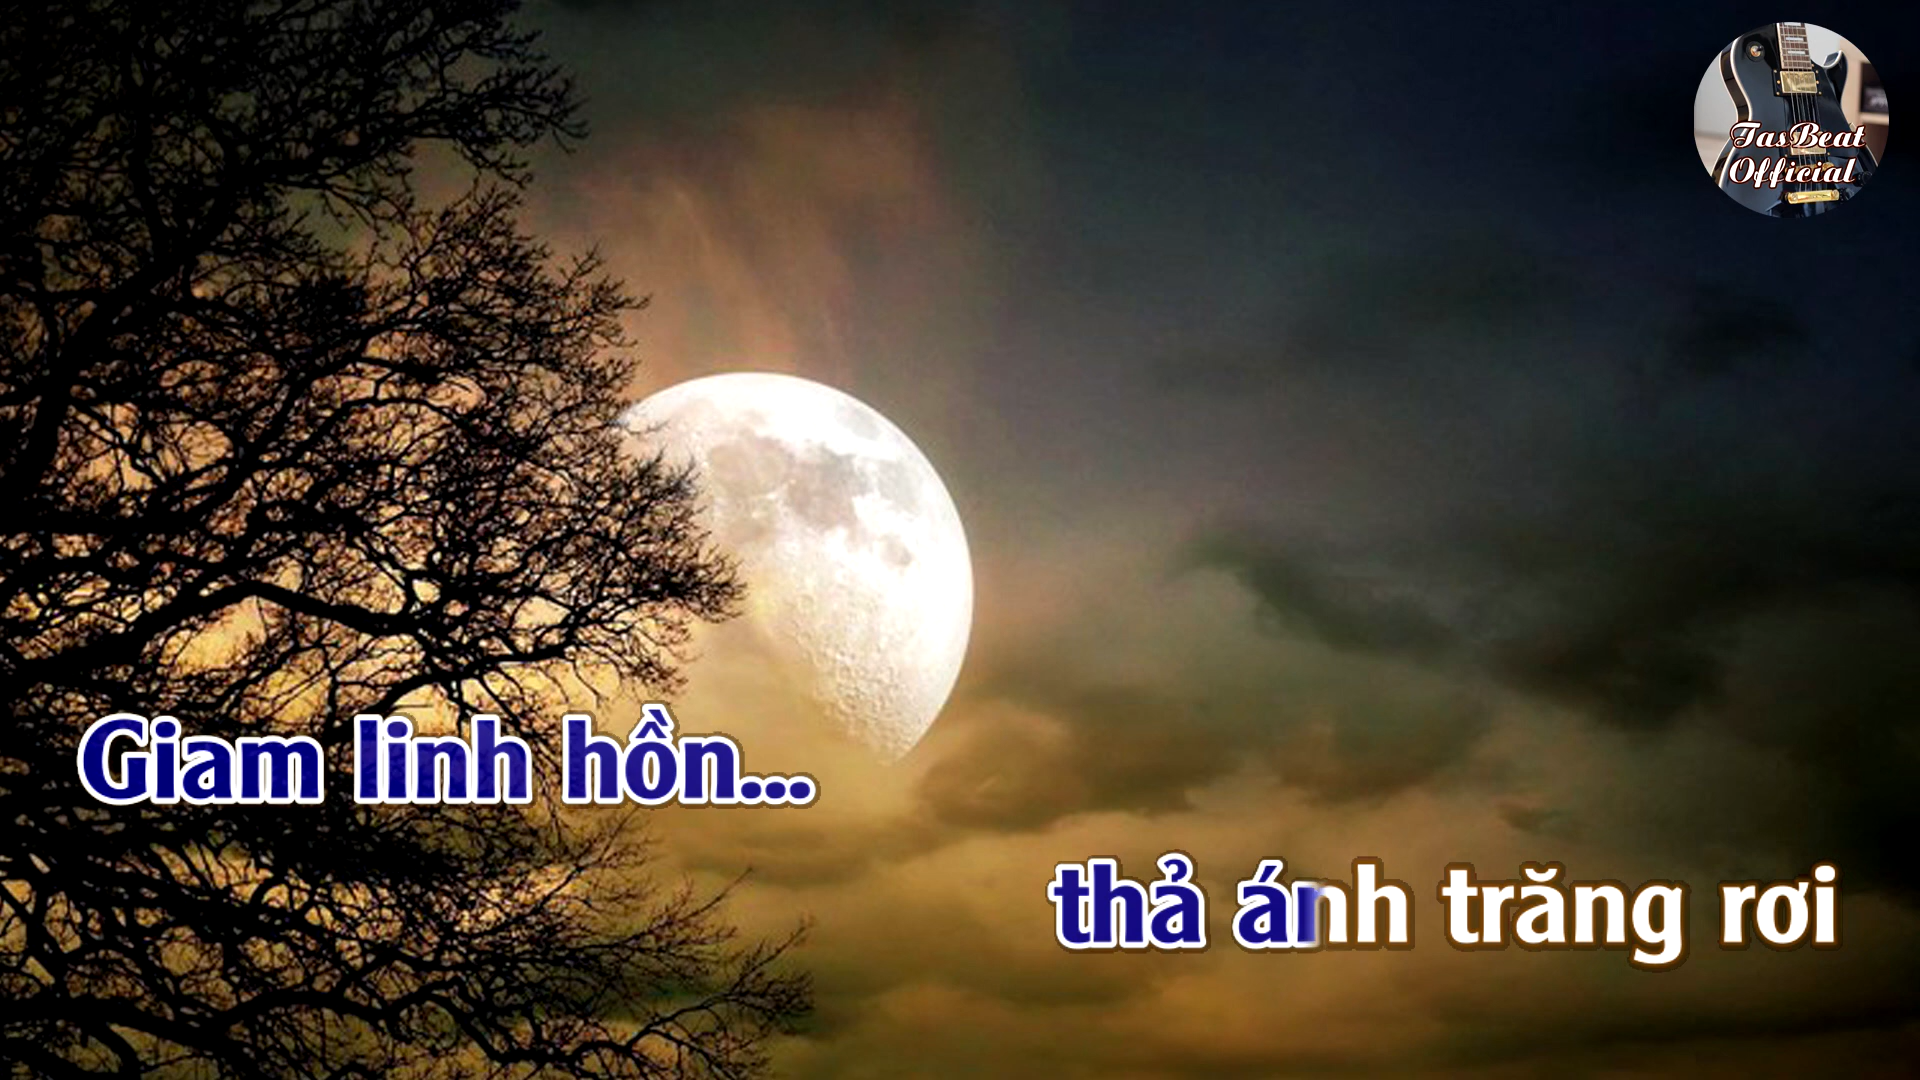 TasBeat
Official
Giam linh hồn...
thả ánh trăng rơi